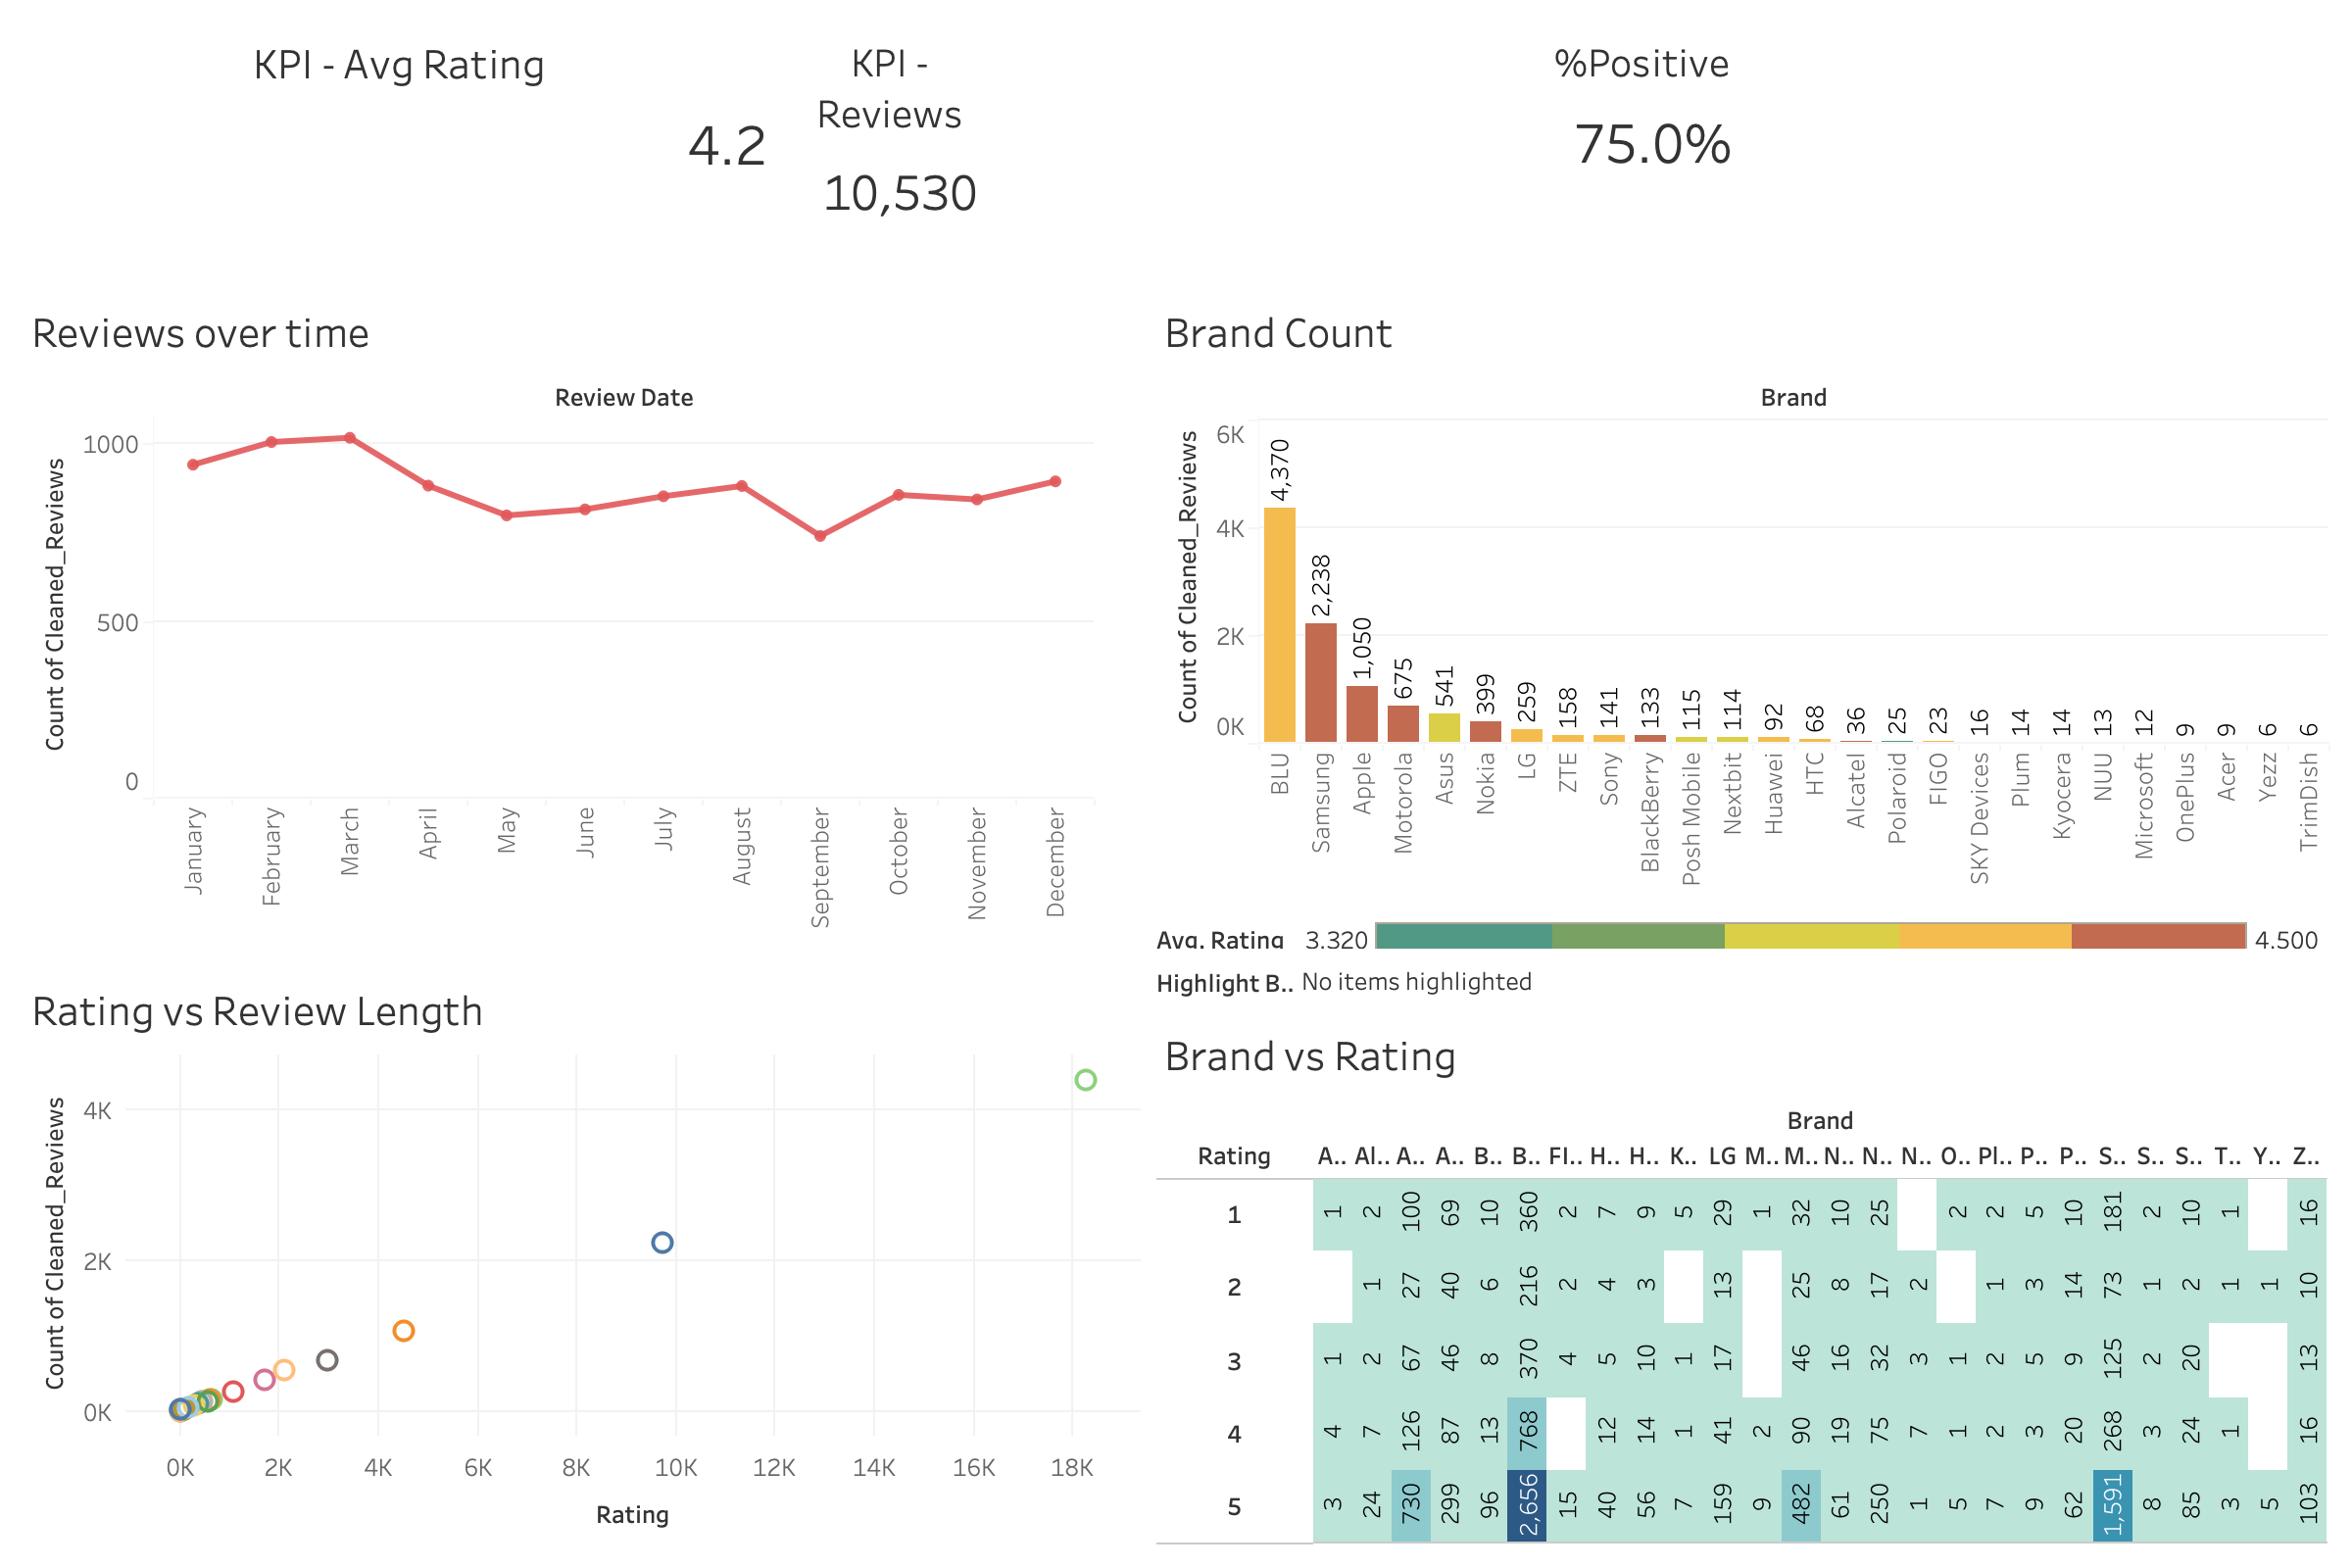 KPI - Avg Rating
4.2
KPI -
Reviews
10,530
%Positive
75.0%
Reviews over time
Review Date
Count of Cleaned_Reviews
1000
500
0
January
February
March
April
May
June
July
August
September
October
November
December
Brand Count
Brand
Count of Cleaned_Reviews
6K
4K
2K
0K
4,370
2,238
1,050
675
541
399
259
158
141
133
115
114
92
68
36
25
23
16
14
14
13
12
9
9
6
6
BLU
Samsung
Apple
Motorola
Asus
Nokia
LG
ZTE
Sony
BlackBerry
Posh Mobile
Nextbit
Huawei
HTC
Alcatel
Polaroid
FIGO
SKY Devices
Plum
Kyocera
NUU
Microsoft
OnePlus
Acer
Yezz
TrimDish
Avg. Rating 3.320 4.500
Highlight B.. No items highlighted
Rating vs Review Length
Count of Cleaned_Reviews
4K
2K
0K
0K 2K 4K 6K 8K 10K 12K 14K 16K 18K
Rating
Brand vs Rating
Brand
Rating A.. Al.. A.. A.. B.. B.. FI.. H.. H.. K.. LG M.. M.. N.. N.. N.. O.. Pl.. P.. P.. S.. S.. S.. T.. Y.. Z..
1 1 2 100 69 10 360 2 7 9 5 29 1 32 10 25 2 2 5 10 181 2 10 1 16
2 1 27 40 6 216 2 4 3 13 25 8 17 2 1 3 14 73 1 2 1 1 10
3 1 2 67 46 8 370 4 5 10 1 17 46 16 32 3 1 2 5 9 125 2 20 13
4 4 7 126 87 13 768 12 14 1 41 2 90 19 75 7 1 2 3 20 268 3 24 1 16
5 3 24 730 299 96 2,656 15 40 56 7 159 9 482 61 250 1 5 7 9 62 1,591 8 85 3 5 103